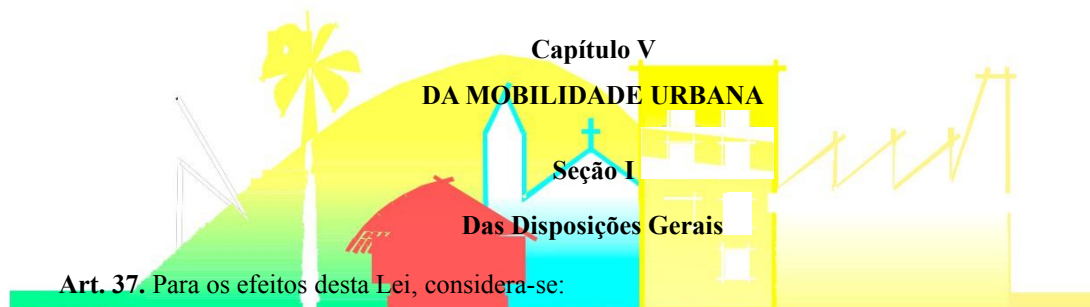 Capítulo V
DA MOBILIDADE URBANA
Seção I
Das Disposições Gerais
Art. 37. Para os efeitos desta Lei, considera-se: